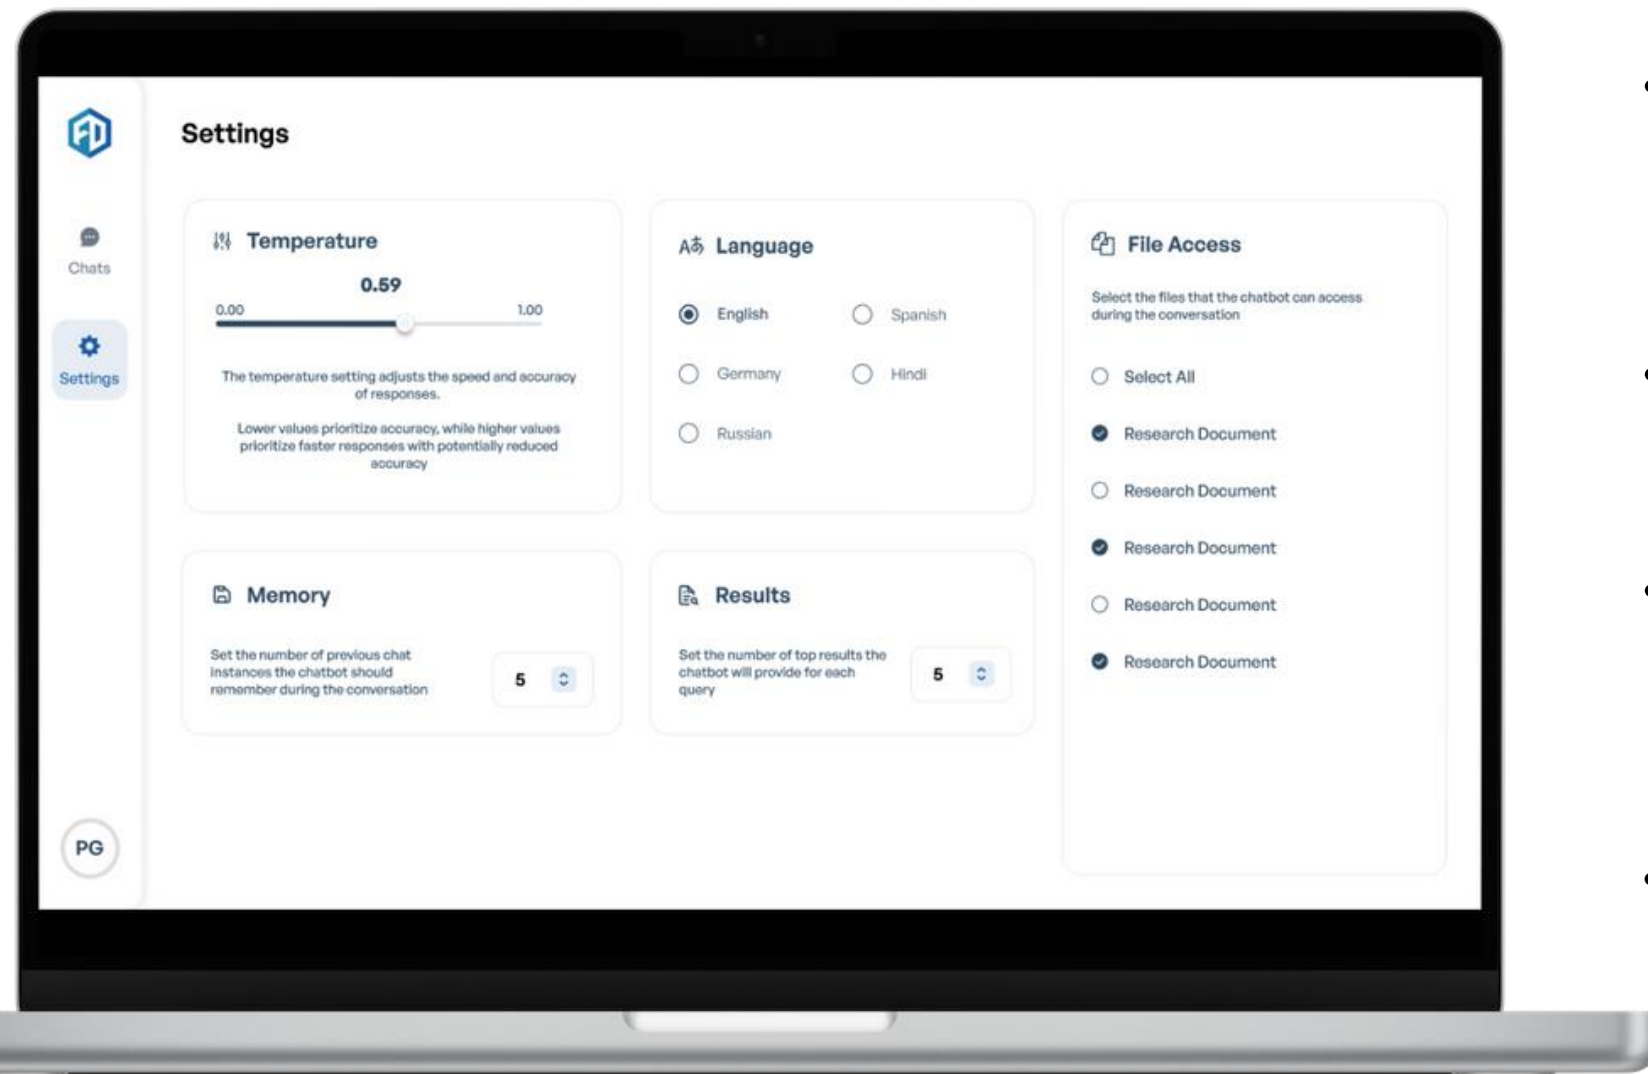 FD
Settings
Chats
Settings
PG
Temperature
0.59
0.00 1.00
The temperature setting adjusts the speed and accuracy
of responses.
Lower values prioritize accuracy, while higher values
prioritize faster responses with potentially reduced
accuracy
Aあ Language
English Spanish
Germany Hindi
Russian
Memory
Set the number of previous chat
instances the chatbot should
remember during the conversation
5
Results
Set the number of top results the
chatbot will provide for each
query
5
File Access
Select the files that the chatbot can access
during the conversation
Select All
Research Document
Research Document
Research Document
Research Document
Research Document